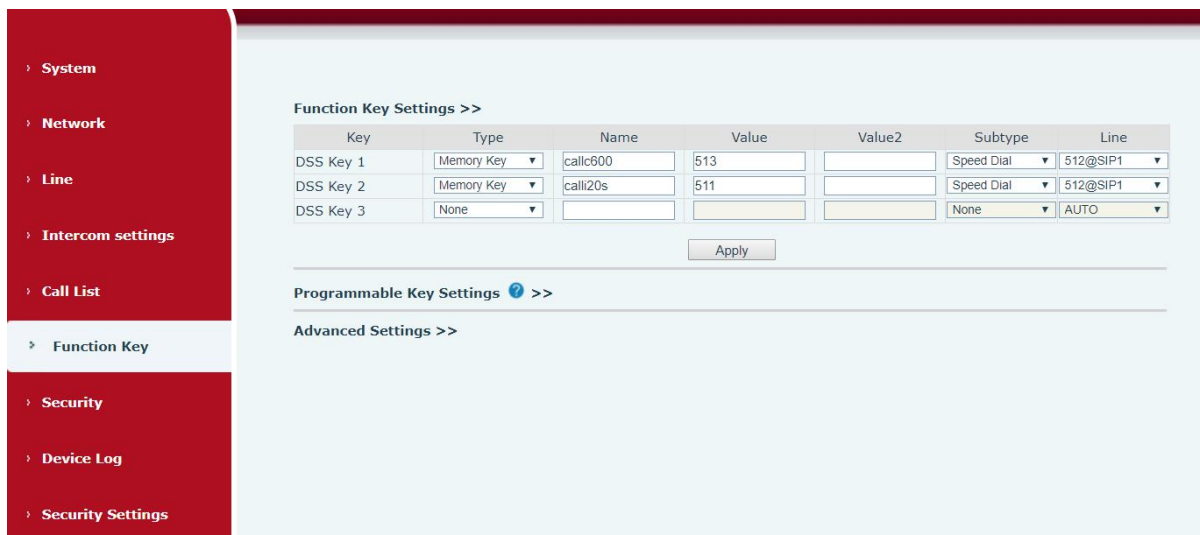 System
Network
Line
Intercom settings
Call List
Function Key
Security
Device Log
Security Settings
Function Key Settings >>
Key Type Name Value Value2 Subtype Line
DSS Key 1 Memory Key callc600 513 Speed Dial 512@SIP1
DSS Key 2 Memory Key calli20s 511 Speed Dial 512@SIP1
DSS Key 3 None None AUTO
Apply
Programmable Key Settings ? >>
Advanced Settings >>